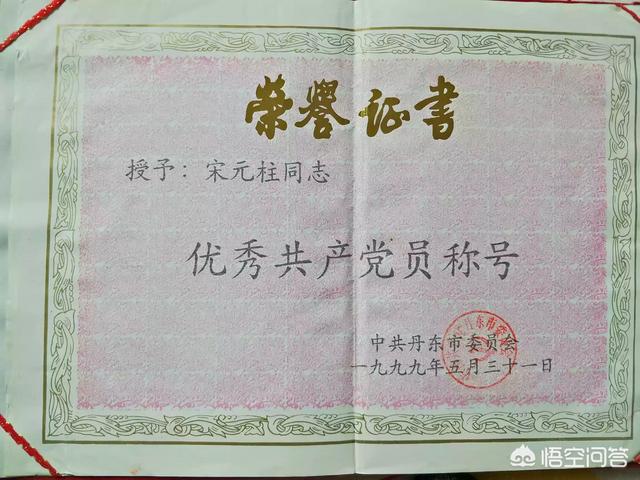 荣誉证书
授予：宋元柱同志
优秀共产党员称号
中共丹东市委员会
一九九九年五月三十一日
悟空问答